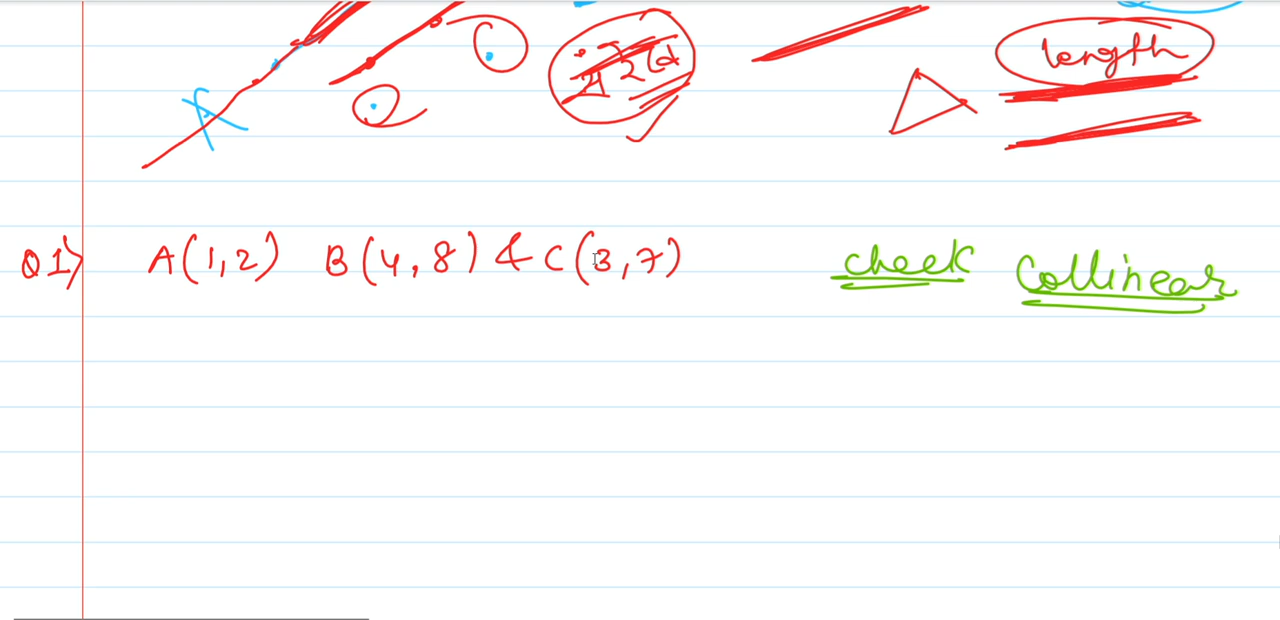 length
Q1) A(1,2) B(4,8) & C(3,7) check Collinear